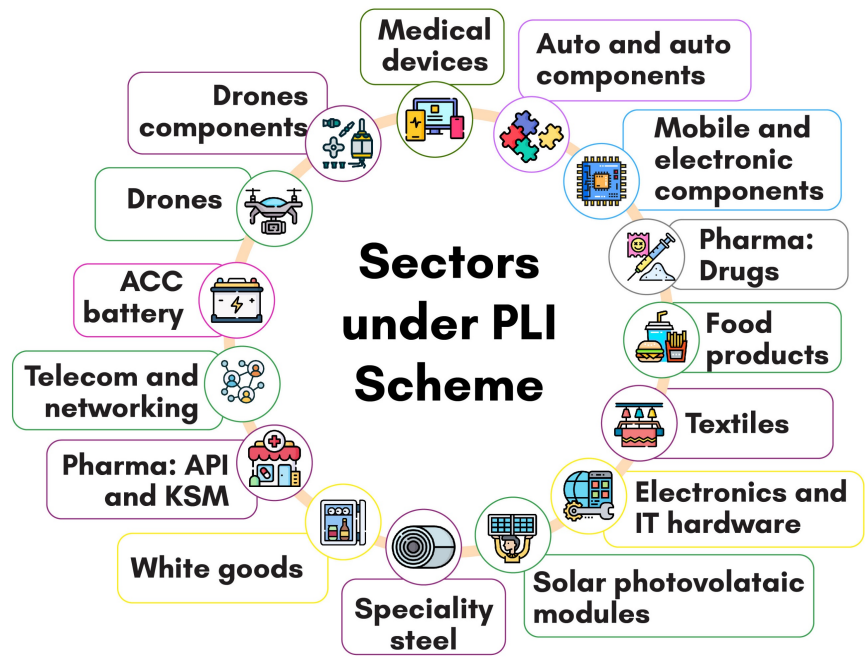 Medical
devices
Auto and auto
components
Mobile and
electronic
components
Pharma:
Drugs
Food
products
Textiles
Electronics and
IT hardware
Solar photovolataic
modules
Speciality
steel
White goods
Pharma: API
and KSM
Telecom and
networking
ACC
battery
Drones
Drones
components
Sectors
under PLI
Scheme